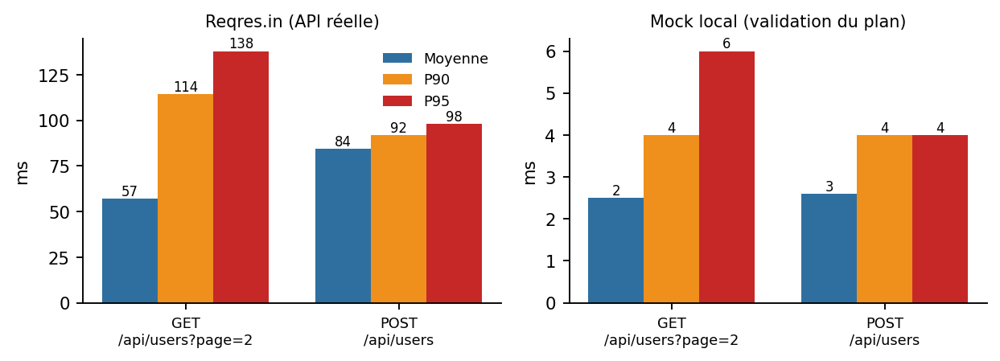 Reqres.in (API réelle)
138
125
114
Moyenne
P90
P95
100
98
92
84
75
57
50
25
0
ms
GET
/api/users?page=2
POST
/api/users
Mock local (validation du plan)
6
6
5
4
4
4
4
3
3
2
2
1
0
ms
GET
/api/users?page=2
POST
/api/users